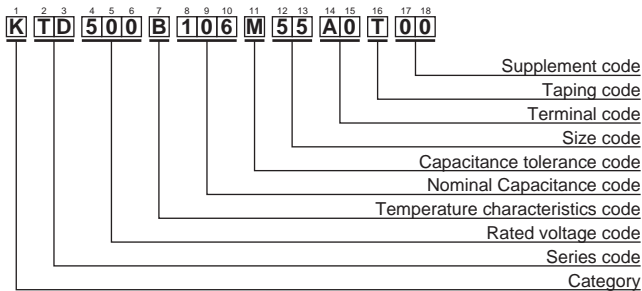 1 2 3 4 5 6 7 8 9 10 11 12 13 14 15 16 17 18
K T D 5 0 0 B 1 0 6 M 5 5 A 0 T 0 0
Supplement code
Taping code
Terminal code
Size code
Capacitance tolerance code
Nominal Capacitance code
Temperature characteristics code
Rated voltage code
Series code
Category